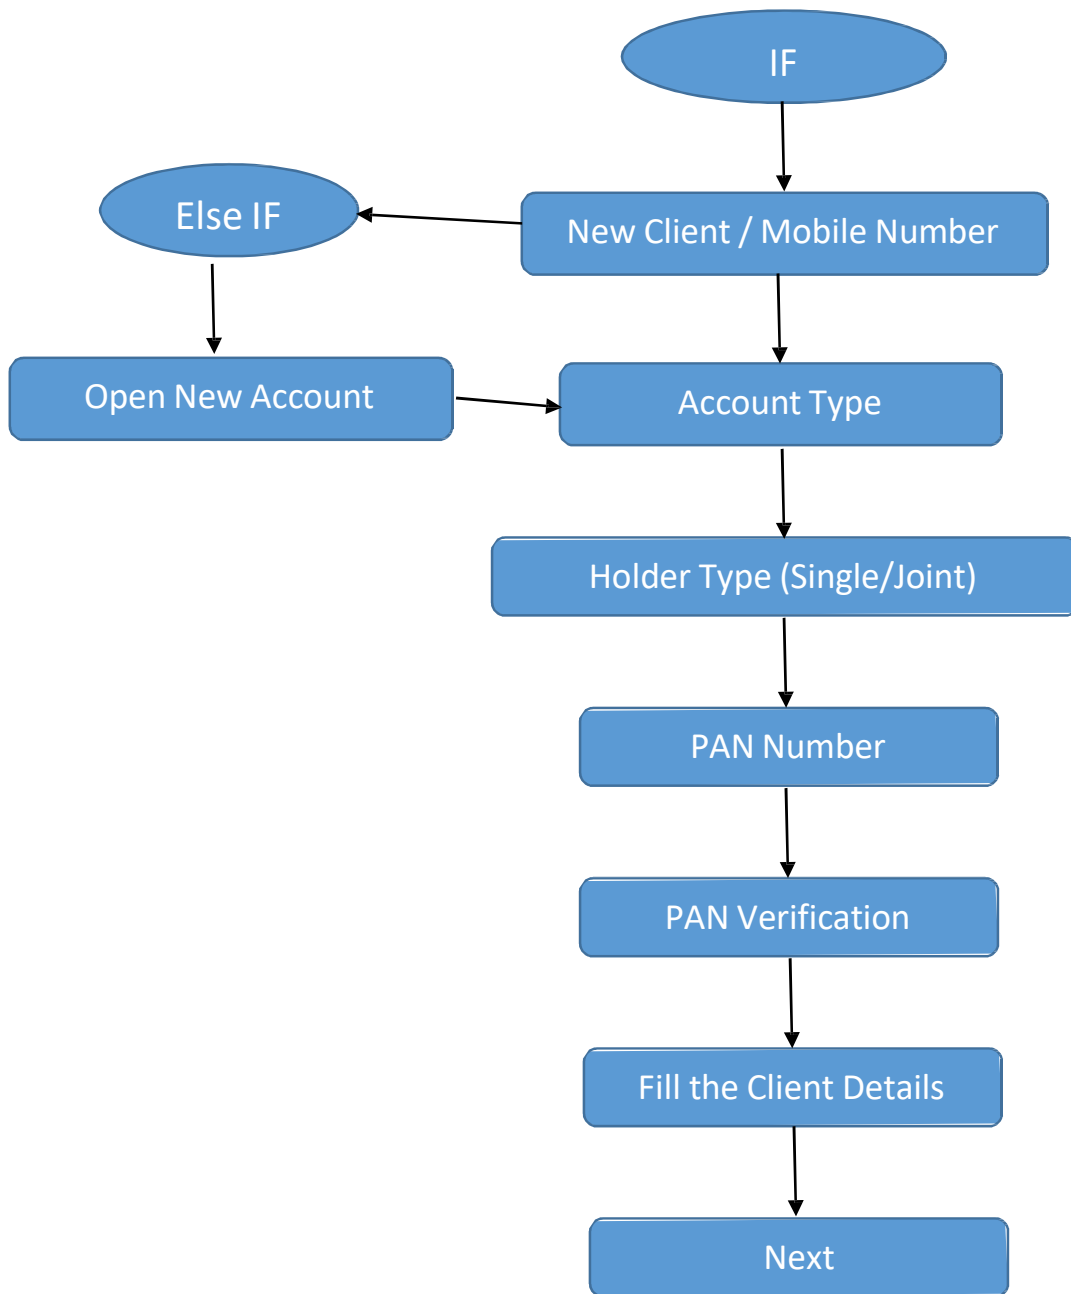 IF
Else IF
New Client / Mobile Number
Open New Account
Account Type
Holder Type (Single/Joint)
PAN Number
PAN Verification
Fill the Client Details
Next